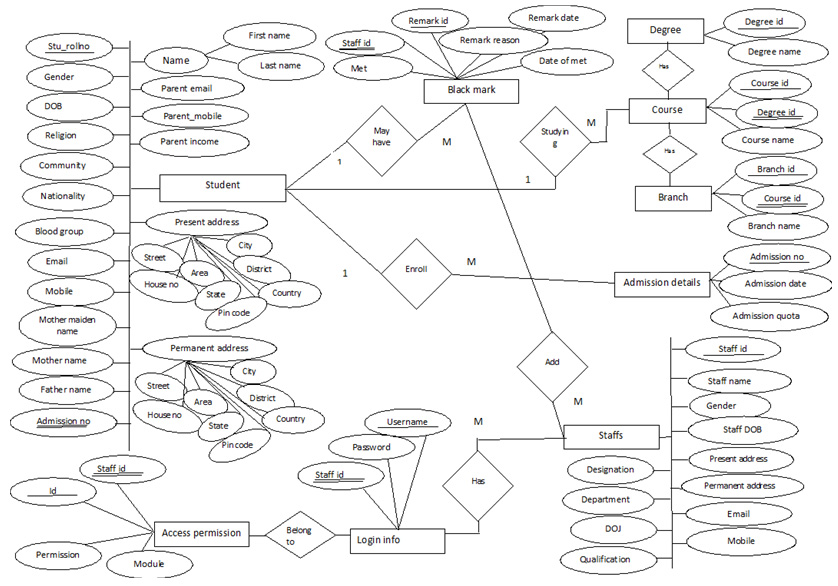 Stu_rollno
Gender
DOB
Religion
Community
Nationality
Blood group
Email
Mobile
Mother maiden
name
Mother name
Father name
Admission no
Name
First name
Last name
Parent email
Parent_mobile
Parent income
Student
Present address
Street
House no
Area
State
Pin code
City
District
Country
Permanent address
Street
House no
Area
State
Pin code
City
District
Country
Remark id
Remark date
Staff id
Remark reason
Met
Date of met
Black mark
May
have
1
M
Studyin
g
M
1
Degree
Degree id
Degree name
Has
Course
Course id
Degree id
Course name
Has
Branch
Branch id
Course id
Branch name
Enroll
1
M
Admission details
Admission no
Admission date
Admission quota
Add
M
Staffs
Staff id
Staff name
Gender
Staff DOB
Present address
Permanent address
Email
Mobile
Designation
Department
DOJ
Qualification
M
Has
Username
Password
Staff id
Login info
Belong
to
Access permission
Staff id
Id
Permission
Module